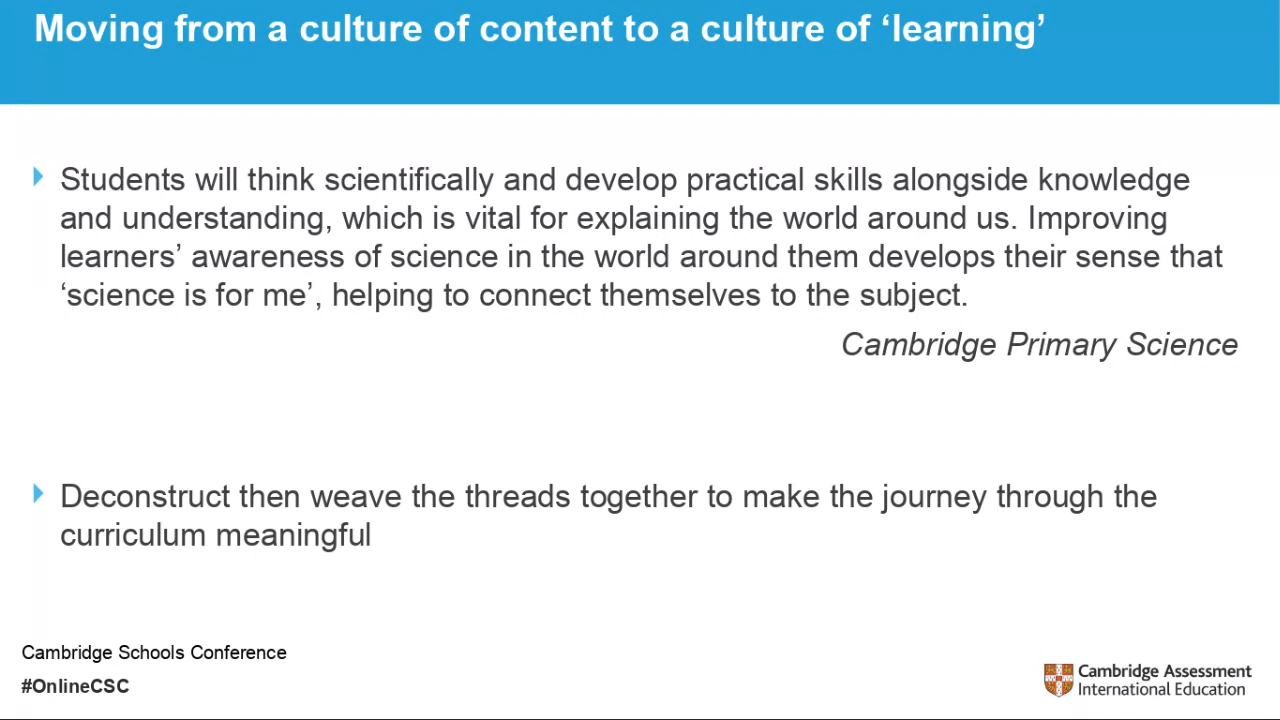 Moving from a culture of content to a culture of ‘learning’
Students will think scientifically and develop practical skills alongside knowledge
and understanding, which is vital for explaining the world around us. Improving
learners’ awareness of science in the world around them develops their sense that
‘science is for me’, helping to connect themselves to the subject.
Cambridge Primary Science
Deconstruct then weave the threads together to make the journey through the
curriculum meaningful
Cambridge Schools Conference
#OnlineCSC
Cambridge Assessment
International Education